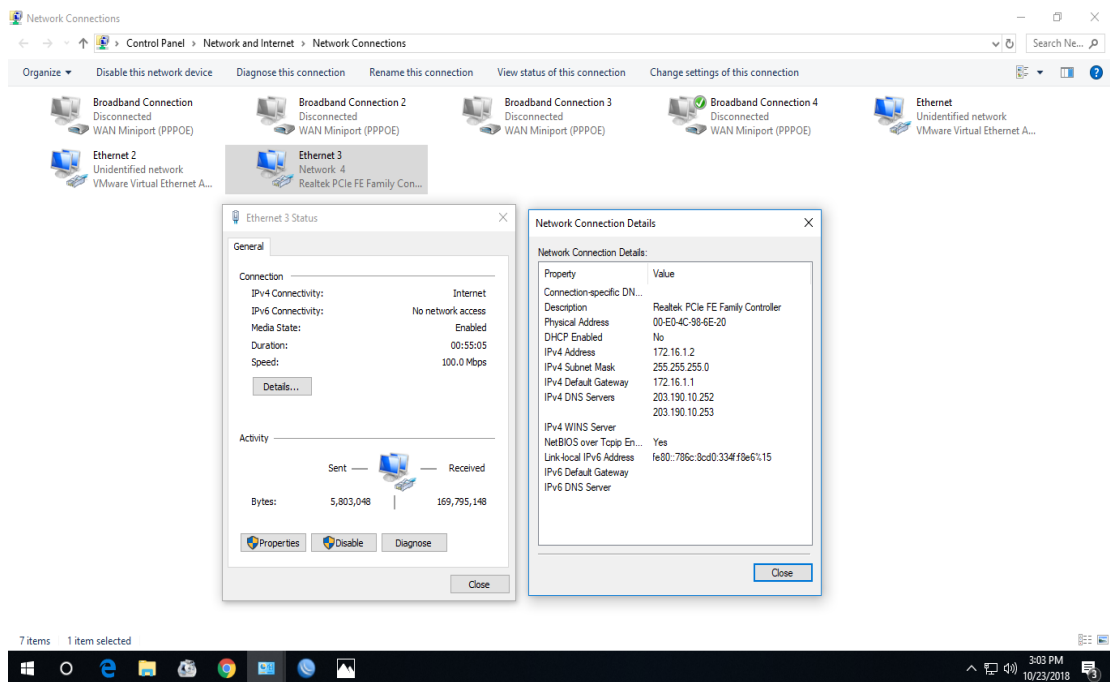 Network Connections
Control Panel > Network and Internet > Network Connections
Search Ne...
Organize Disable this network device Diagnose this connection Rename this connection View status of this connection Change settings of this connection
Broadband Connection
Disconnected
WAN Miniport (PPPOE)
Broadband Connection 2
Disconnected
WAN Miniport (PPPOE)
Broadband Connection 3
Disconnected
WAN Miniport (PPPOE)
Broadband Connection 4
Disconnected
WAN Miniport (PPPOE)
Ethernet
Unidentified network
VMware Virtual Ethernet A...
Ethernet 2
Unidentified network
VMware Virtual Ethernet A...
Ethernet 3
Network 4
Realtek PCIe FE Family Con...
Ethernet 3 Status
General
Connection
IPv4 Connectivity: Internet
IPv6 Connectivity: No network access
Media State: Enabled
Duration: 00:55:05
Speed: 100.0 Mbps
Details...
Activity
Sent — — Received
Bytes: 5,803,048 169,795,148
Properties Disable Diagnose
Close
Network Connection Details
Network Connection Details:
Property Value
Connection-specific DN...
Description Realtek PCIe FE Family Controller
Physical Address 00-E0-4C-98-6E-20
DHCP Enabled No
IPv4 Address 172.16.1.2
IPv4 Subnet Mask 255.255.255.0
IPv4 Default Gateway 172.16.1.1
IPv4 DNS Servers 203.190.10.252
203.190.10.253
IPv4 WINS Server
NetBIOS over Tcpip En... Yes
Link-local IPv6 Address fe80::786c:8cd0:334f:f8e6%15
IPv6 Default Gateway
IPv6 DNS Server
Close
7 items 1 item selected
3:03 PM
10/23/2018
3